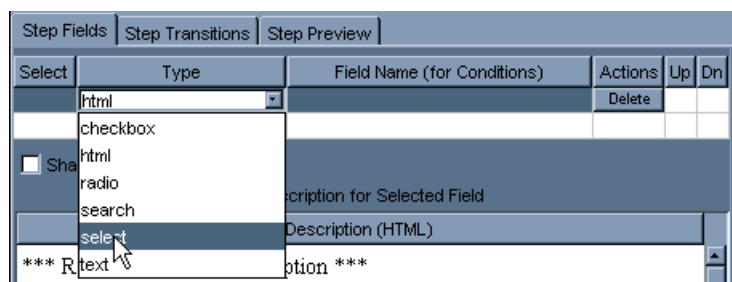 Step Fields Step Transitions Step Preview
Select Type Field Name (for Conditions) Actions Up Dn
html Delete
checkbox
Sha html
radio
cription for Selected Field
search
select Description (HTML)
*** R text ption ***